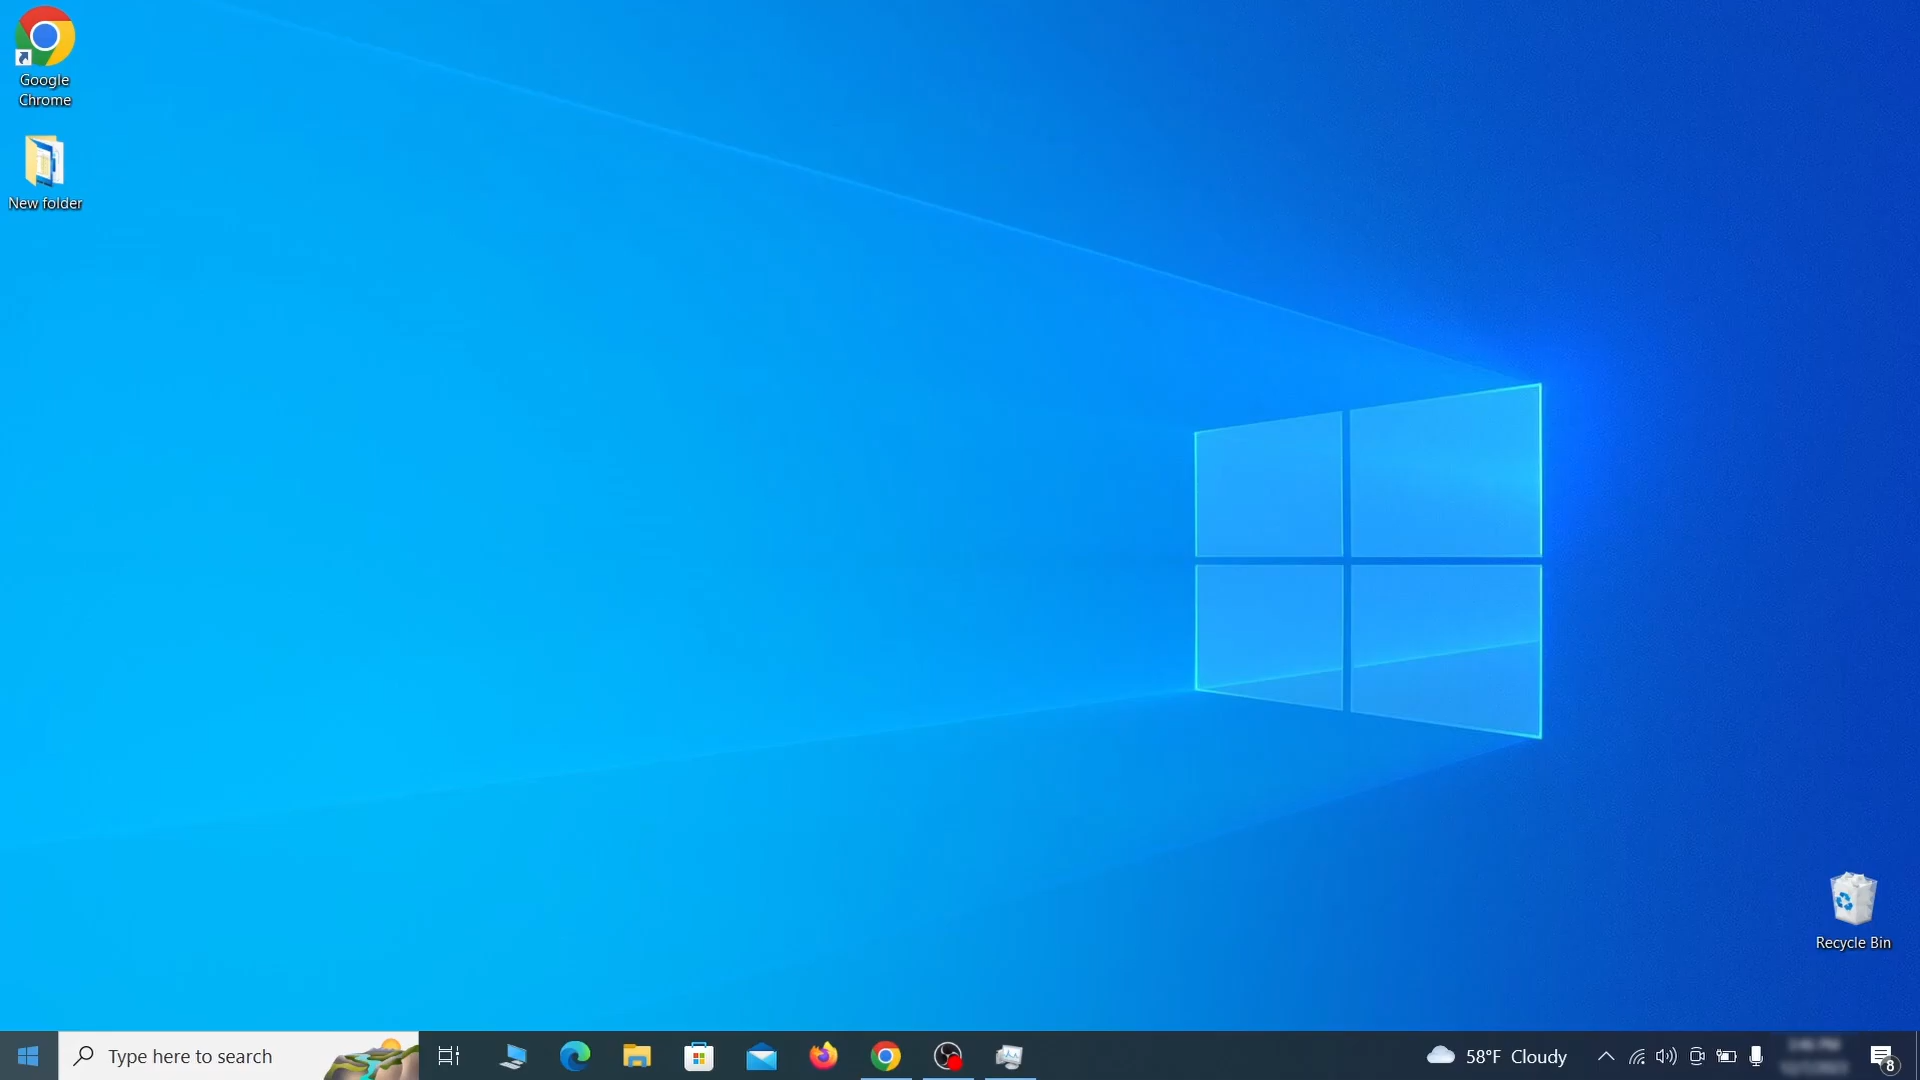 Google
Chrome
New folder
Recycle Bin
Type here to search
58°F Cloudy
8